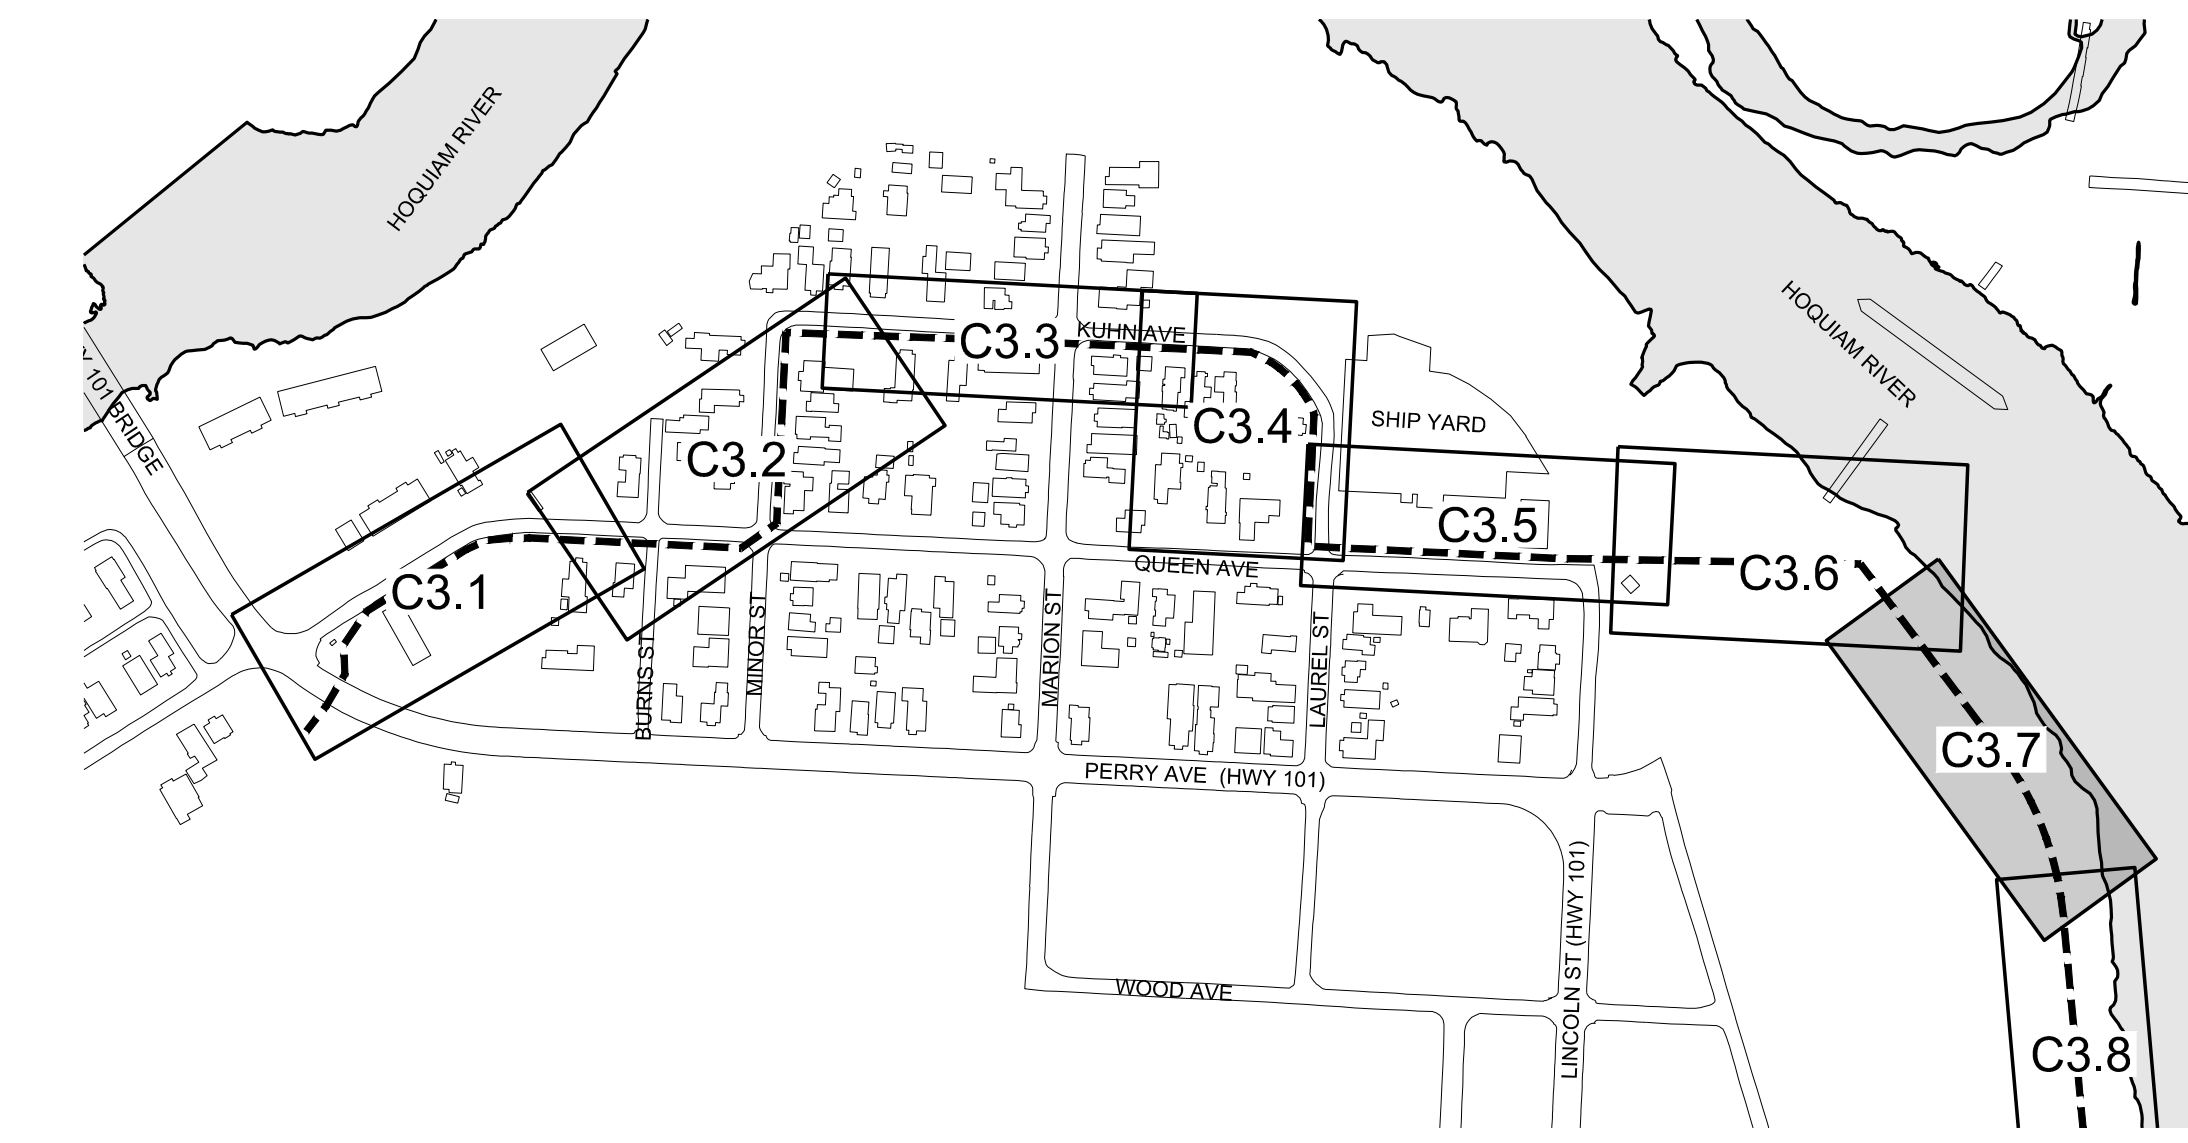 HOQUIAM RIVER
HOQUIAM RIVER
Y 101 BRIDGE
C3.3
KUHN AVE
C3.4
SHIP YARD
C3.2
C3.5
C3.1
QUEEN AVE
C3.6
BURNS ST
MINOR ST
MARION ST
LAUREL ST
C3.7
PERRY AVE (HWY 101)
WOOD AVE
LINCOLN ST (HWY 101)
C3.8